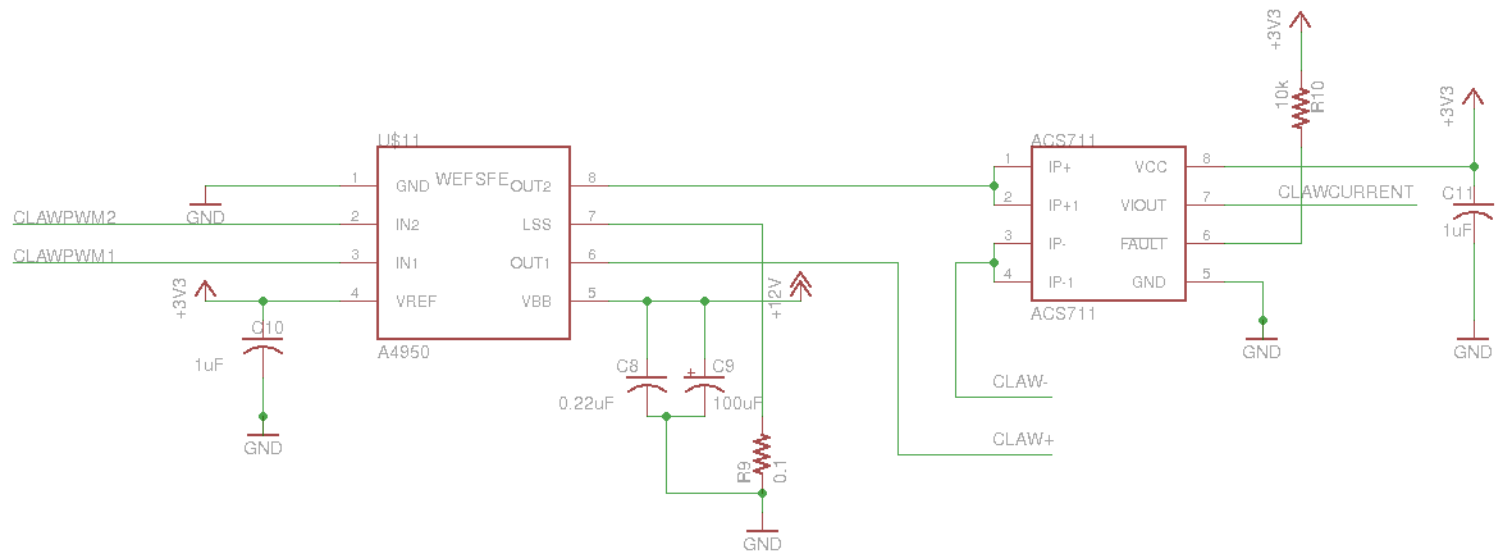 +3V3
10k
R10
+3V3
U$11
ACS711
1
GND
WEFSFE
OUT2
8
1
IP+
VCC
8
GND
CLAWPWM2
2
IN2
LSS
7
2
IP+1
VIOUT
7
CLAWCURRENT
C11
1uF
CLAWPWM1
3
IN1
OUT1
6
3
IP-
FAULT
6
+3V3
4
VREF
VBB
5
+12V
4
IP-1
GND
5
C10
1uF
A4950
ACS711
GND
GND
C8
0.22uF
+
C9
100uF
CLAW-
CLAW+
GND
R9
0.1
GND